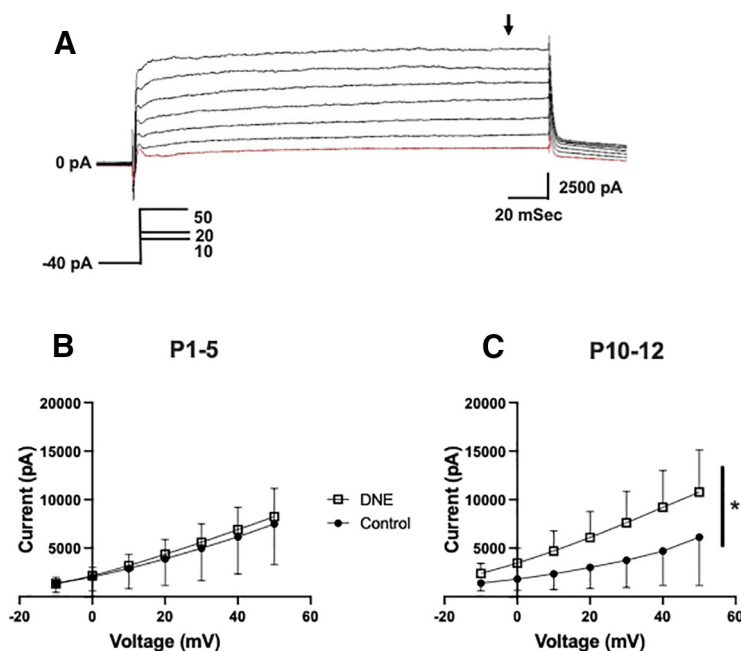 A
0 pA
2500 pA
20 mSec
50
20
10
-40 pA
B
P1-5
20000
15000
10000
5000
Current (pA)
-20
0
20
40
60
Voltage (mV)
DNE
Control
C
P10-12
20000
15000
10000
5000
Current (pA)
*
-20
0
20
40
60
Voltage (mV)